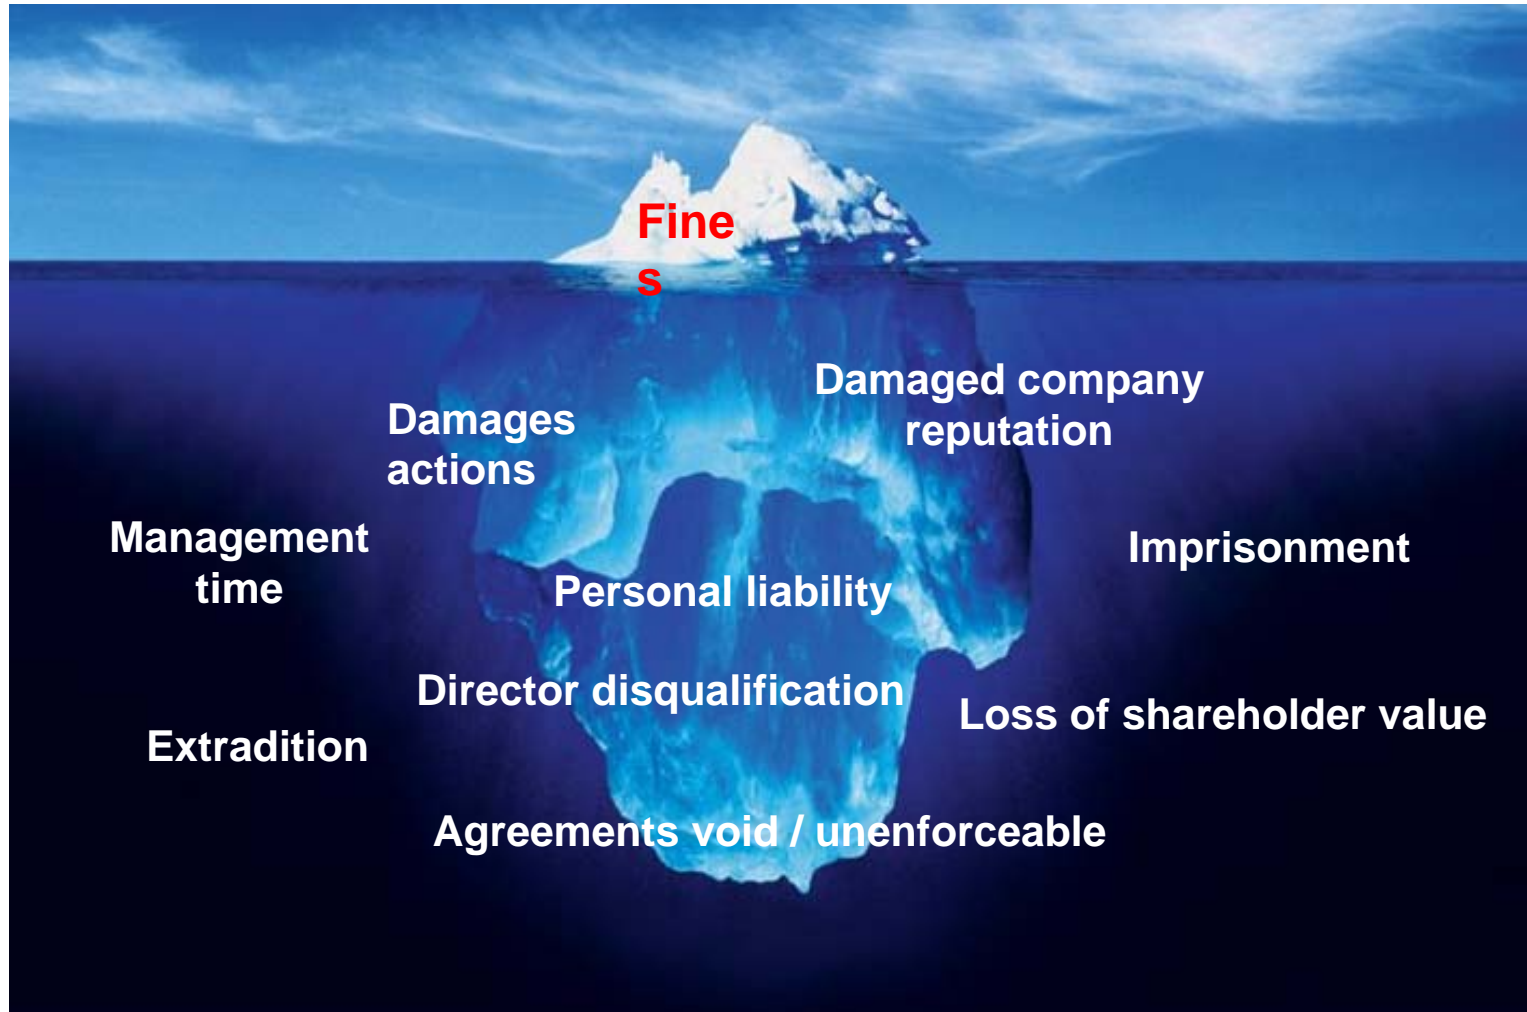 Fine
s
Damaged company
reputation
Damages
actions
Management
time
Imprisonment
Personal liability
Director disqualification
Loss of shareholder value
Extradition
Agreements void / unenforceable